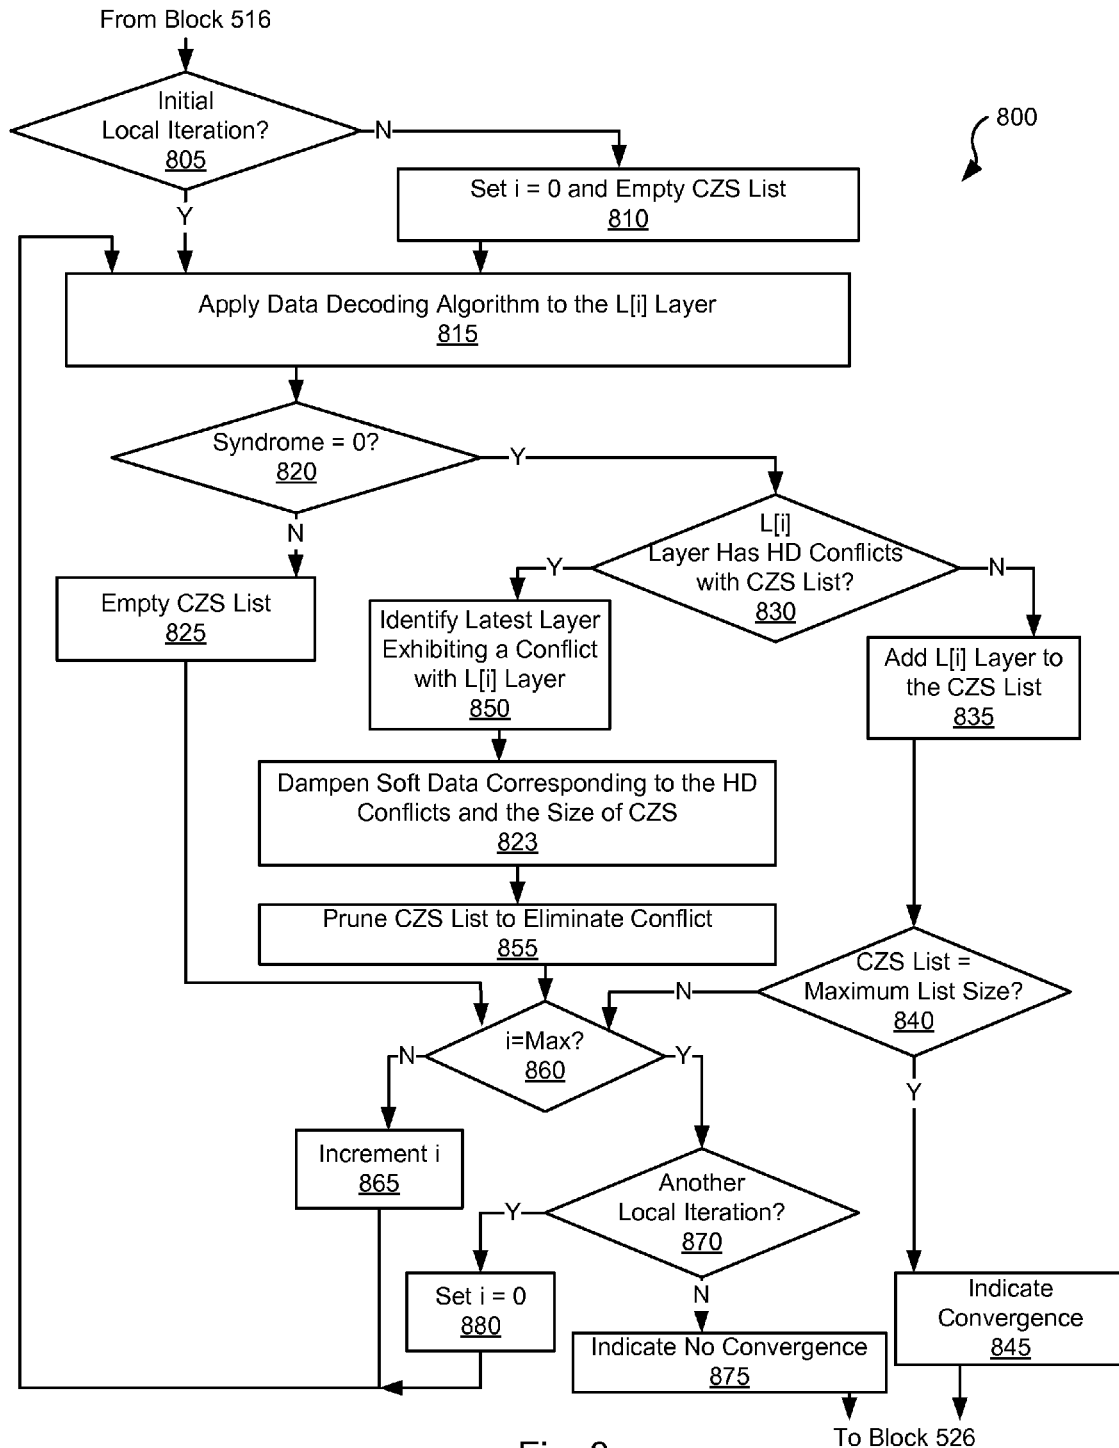 From Block 516
Initial
Local Iteration?
805
N
800
Set i = 0 and Empty CZS List
810
Y
Apply Data Decoding Algorithm to the L[i] Layer
815
Syndrome = 0?
820
Y
N
L[i]
Layer Has HD Conflicts
with CZS List?
830
Y
N
Empty CZS List
825
Identify Latest Layer
Exhibiting a Conflict
with L[i] Layer
850
Add L[i] Layer to
the CZS List
835
Dampen Soft Data Corresponding to the HD
Conflicts and the Size of CZS
823
Prune CZS List to Eliminate Conflict
855
CZS List =
Maximum List Size?
840
N
Y
i=Max?
860
N
Y
Increment i
865
Another
Local Iteration?
870
Y
N
Set i = 0
880
Indicate No Convergence
875
Indicate
Convergence
845
To Block 526